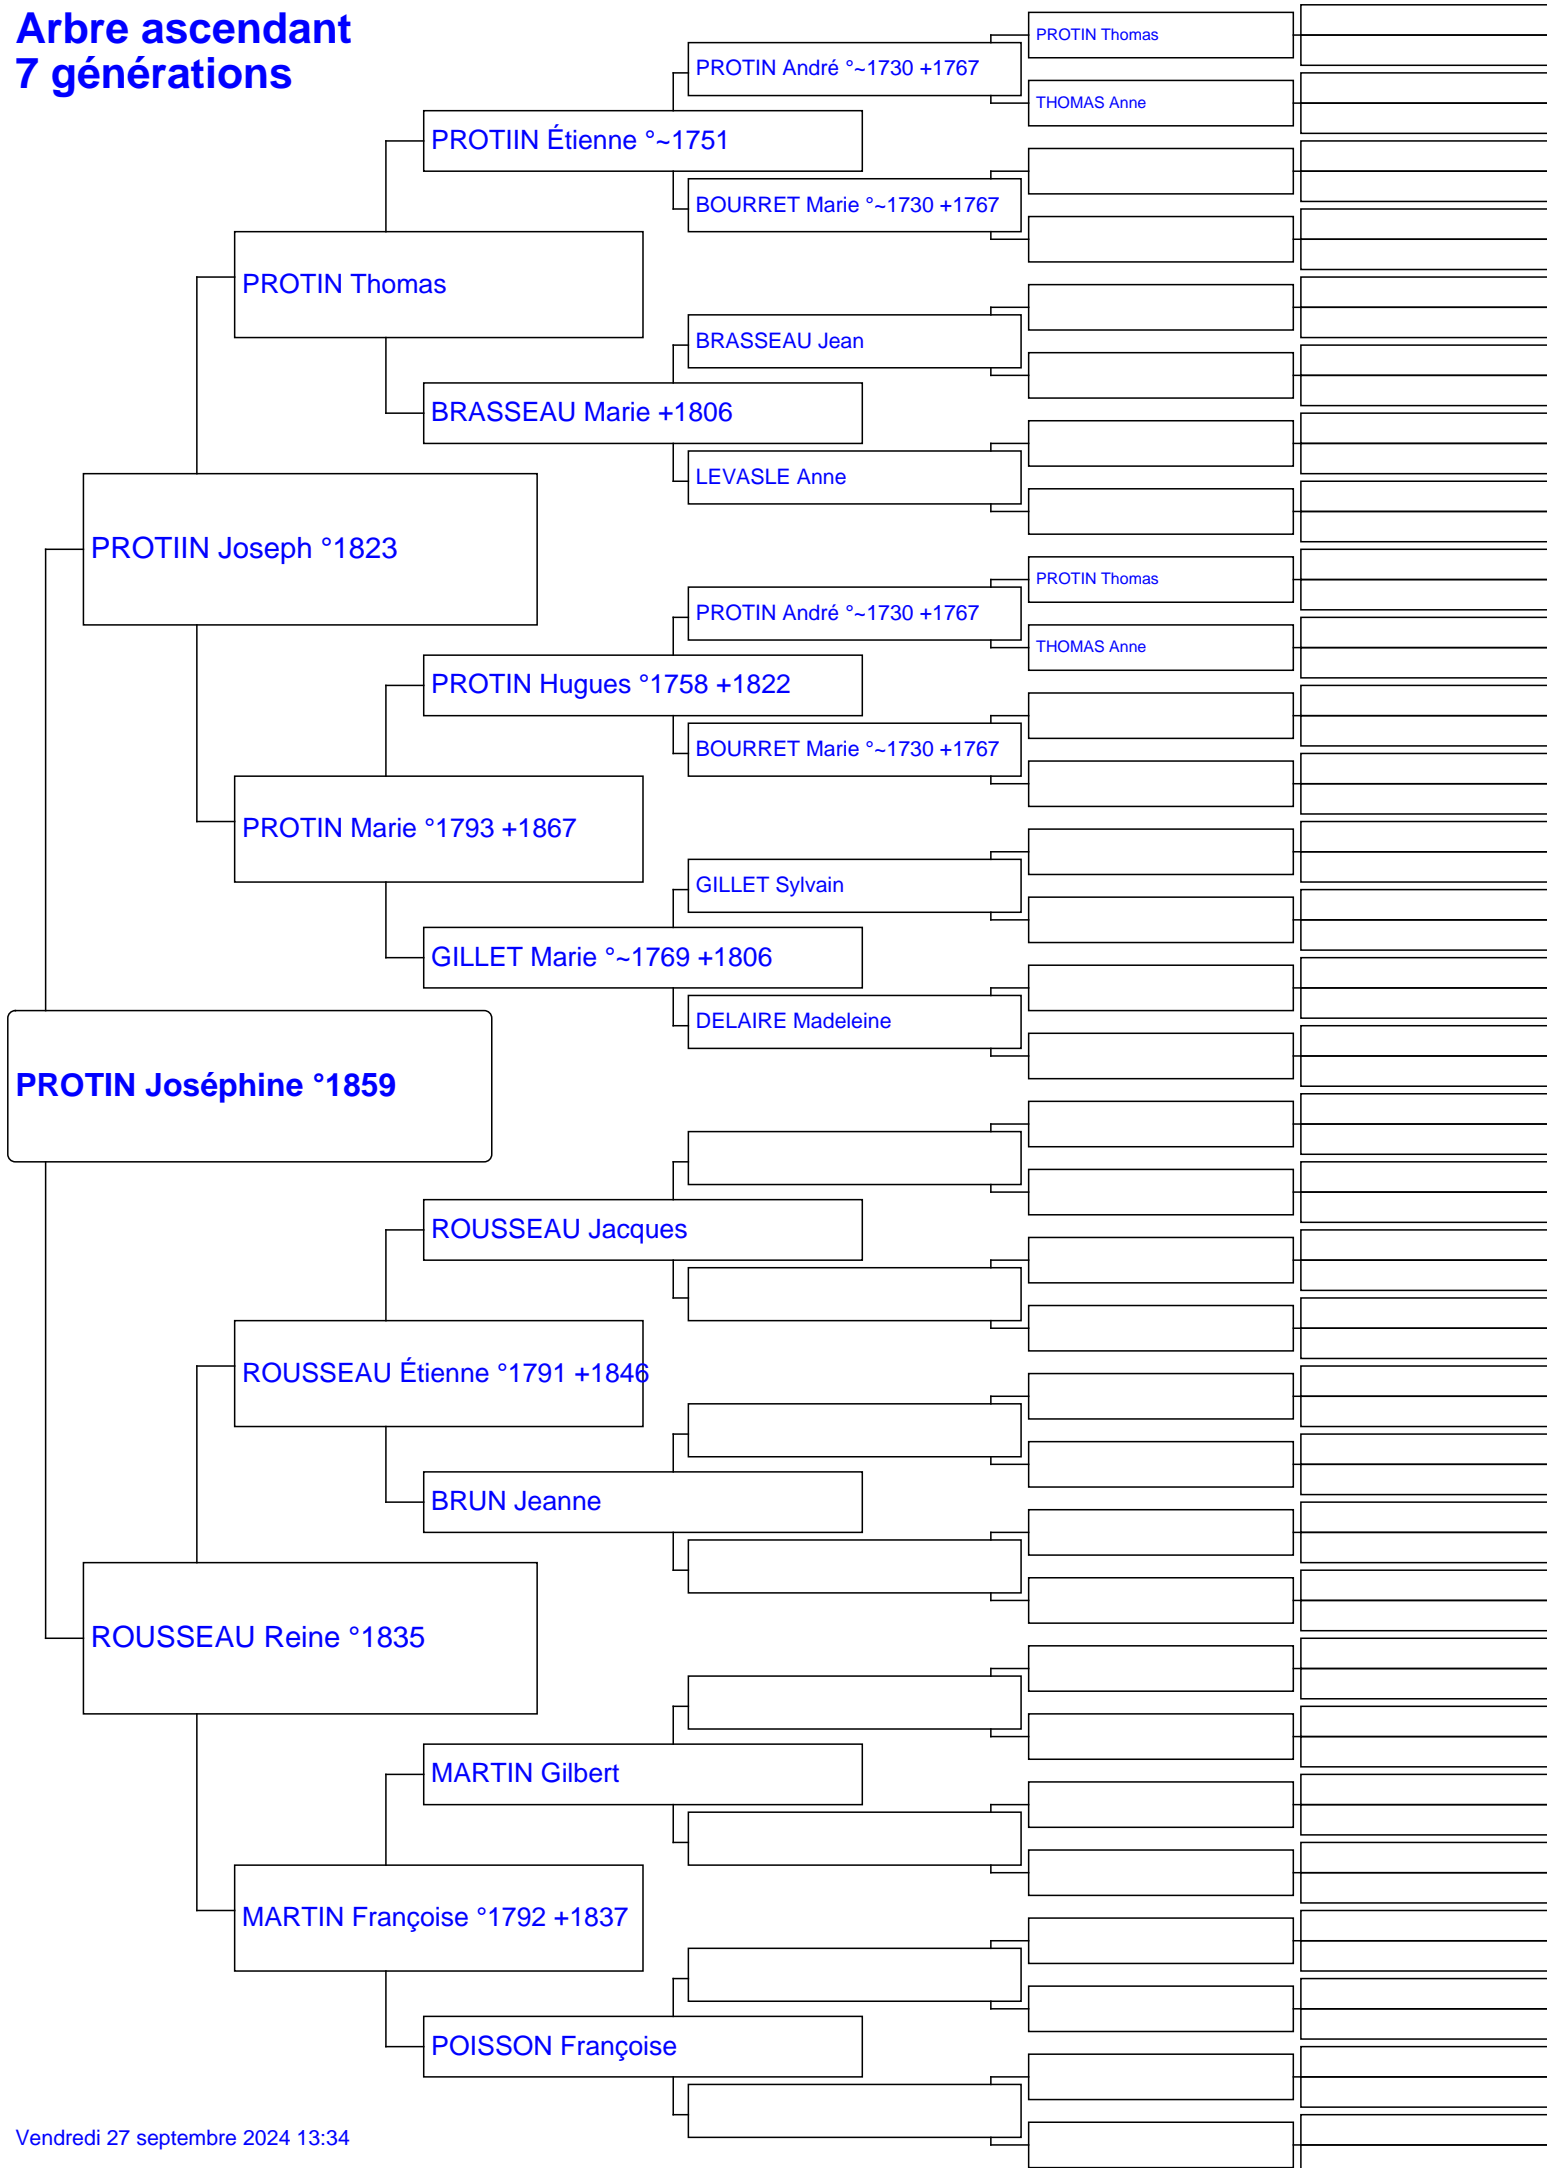 Arbre ascendant
7 générations
PROTIN Thomas
PROTIN André °~1730 +1767
THOMAS Anne
PROTIIN Étienne °~1751
BOURRET Marie °~1730 +1767
PROTIN Thomas
BRASSEAU Jean
BRASSEAU Marie +1806
LEVASLE Anne
PROTIIN Joseph °1823
PROTIN Thomas
PROTIN André °~1730 +1767
THOMAS Anne
PROTIN Hugues °1758 +1822
BOURRET Marie °~1730 +1767
PROTIN Marie °1793 +1867
GILLET Sylvain
GILLET Marie °~1769 +1806
DELAIRE Madeleine
PROTIN Joséphine °1859
ROUSSEAU Jacques
ROUSSEAU Étienne °1791 +1846
BRUN Jeanne
ROUSSEAU Reine °1835
MARTIN Gilbert
MARTIN Françoise °1792 +1837
POISSON Françoise
Vendredi 27 septembre 2024 13:34